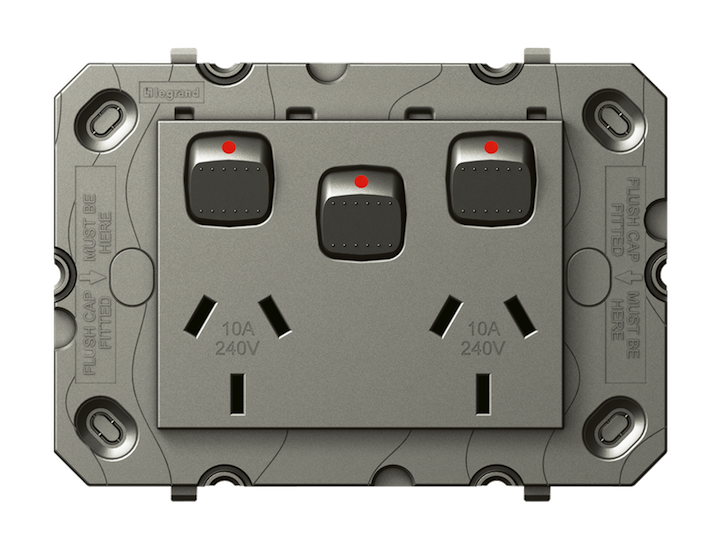 legrand
MUST BE
HERE
FLUSH CAP
FITTED
FLUSH CAP
FITTED
MUST BE
HERE
10A
240V
10A
240V